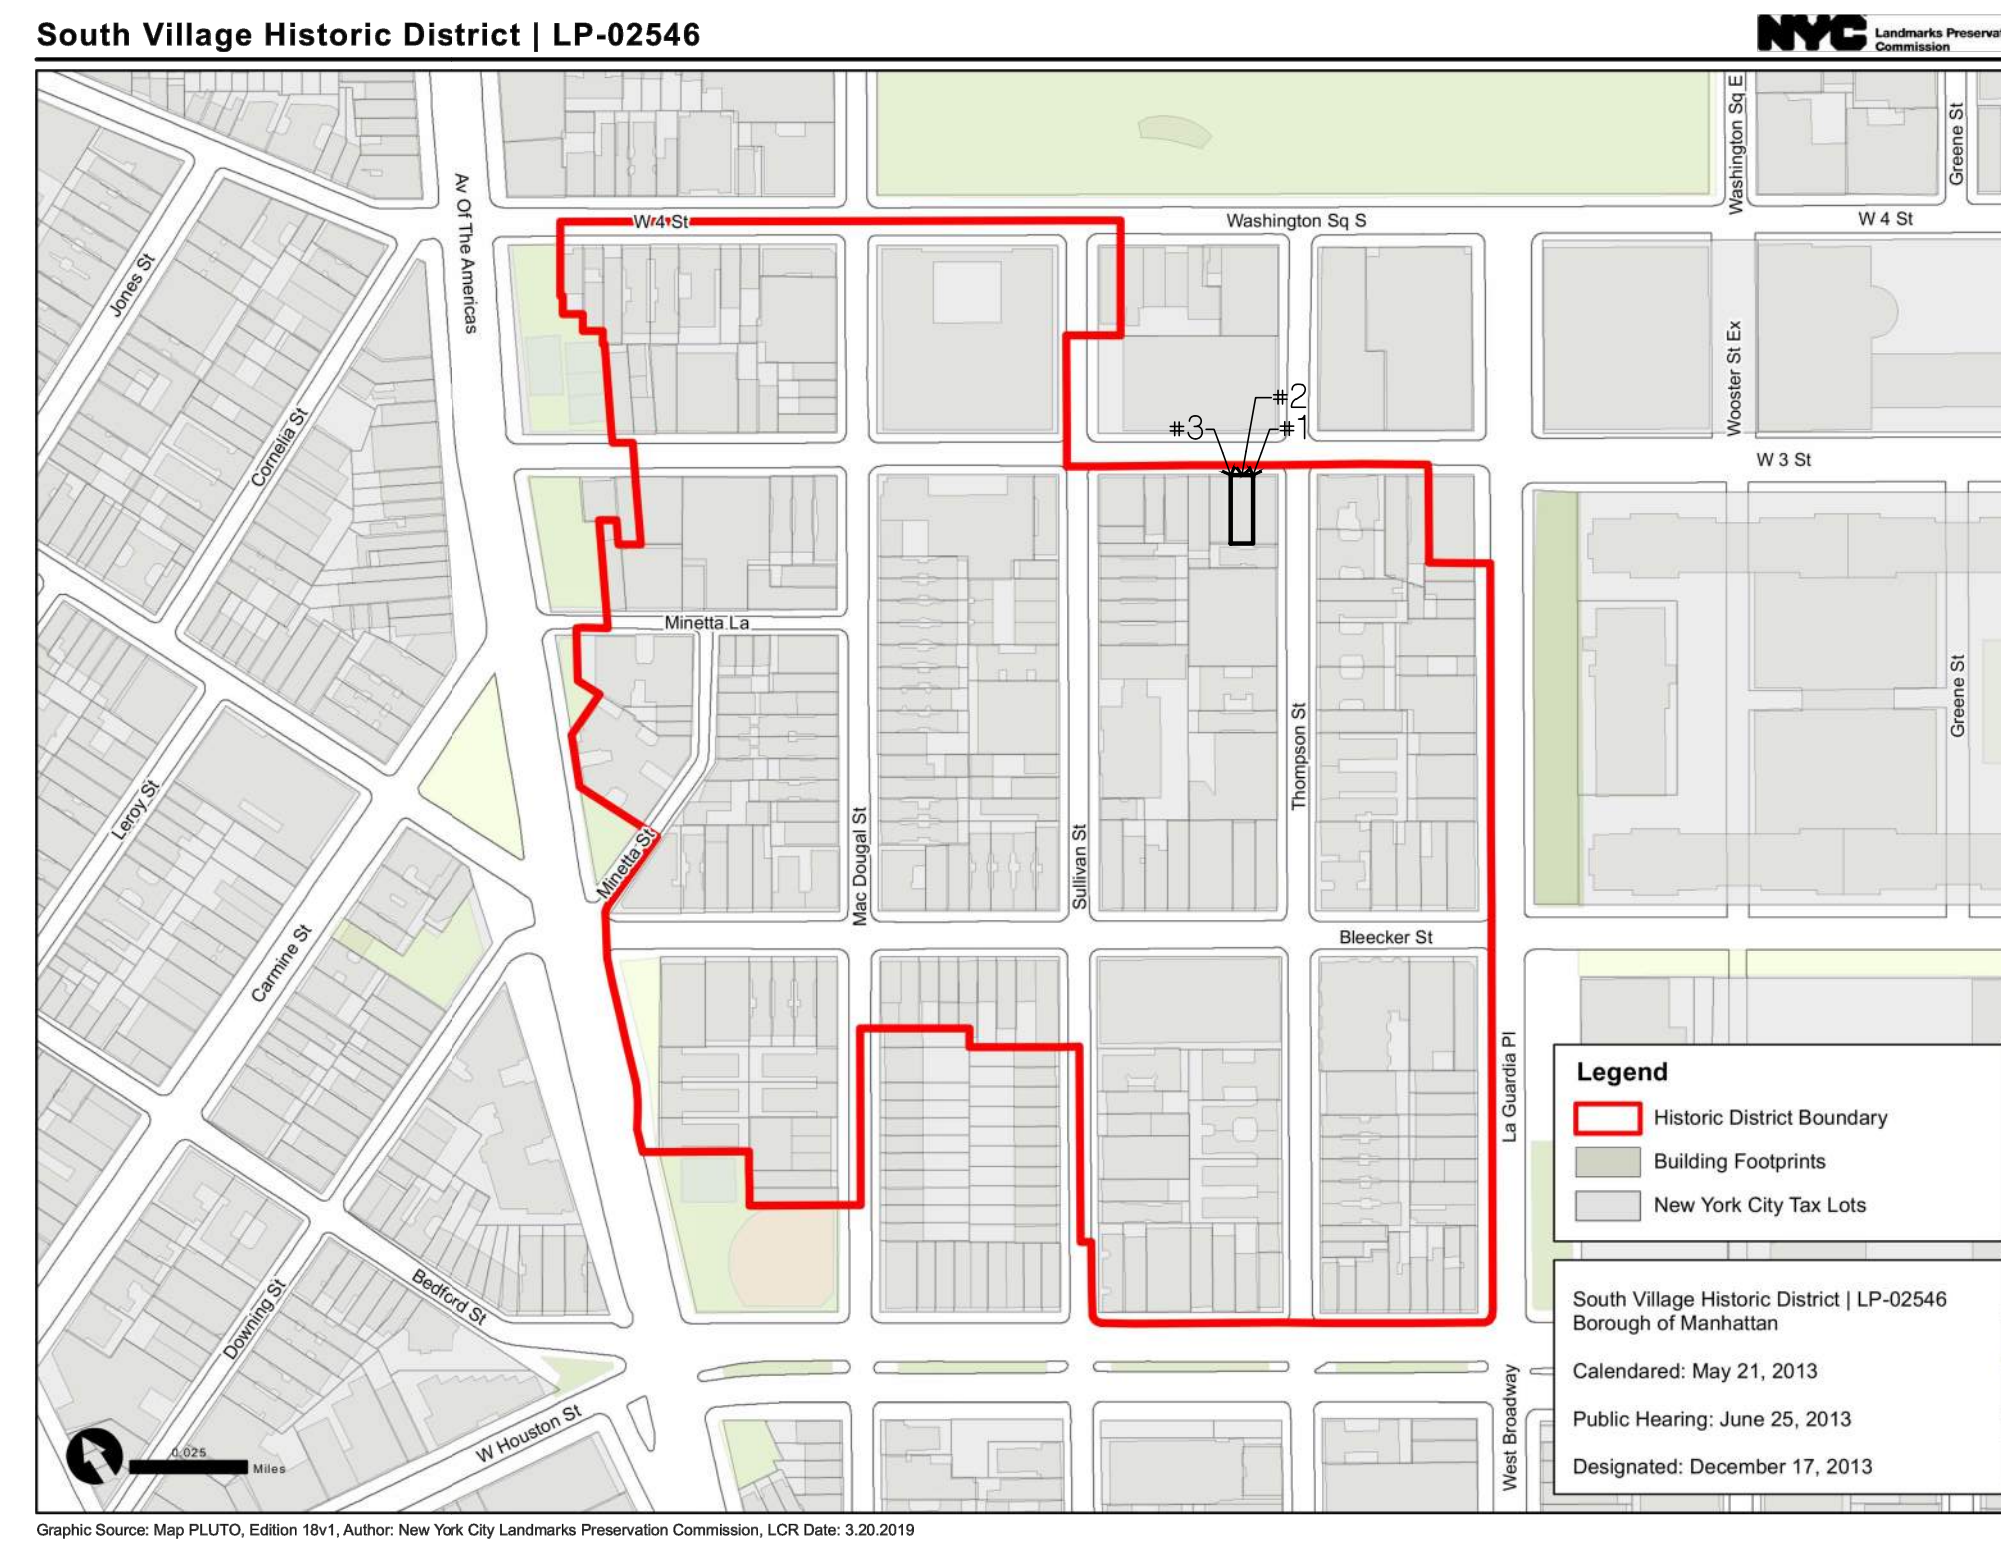 South Village Historic District | LP-02546
NYC
Landmarks
Commission
Washington Sq E
Greene St
Av Of The Americas
W 4 St
Washington Sq S
W 4 St
Jones St
Wooster St Ex
#2
#3
#1
Cornelia St
W 3 St
Minetta La
Greene St
Thompson St
Leroy St
Mac Dougal St
Sullivan St
Minetta St
Bleecker St
Carmine St
La Guardia Pl
Legend
Historic District Boundary
Building Footprints
New York City Tax Lots
Bedford St
Downing St
South Village Historic District | LP-02546
Borough of Manhattan
Calendared: May 21, 2013
Public Hearing: June 25, 2013
Designated: December 17, 2013
West Broadway
W Houston St
0.025
Miles
Graphic Source: Map PLUTO, Edition 18v1, Author: New York City Landmarks Preservation Commission, LCR Date: 3.20.2019